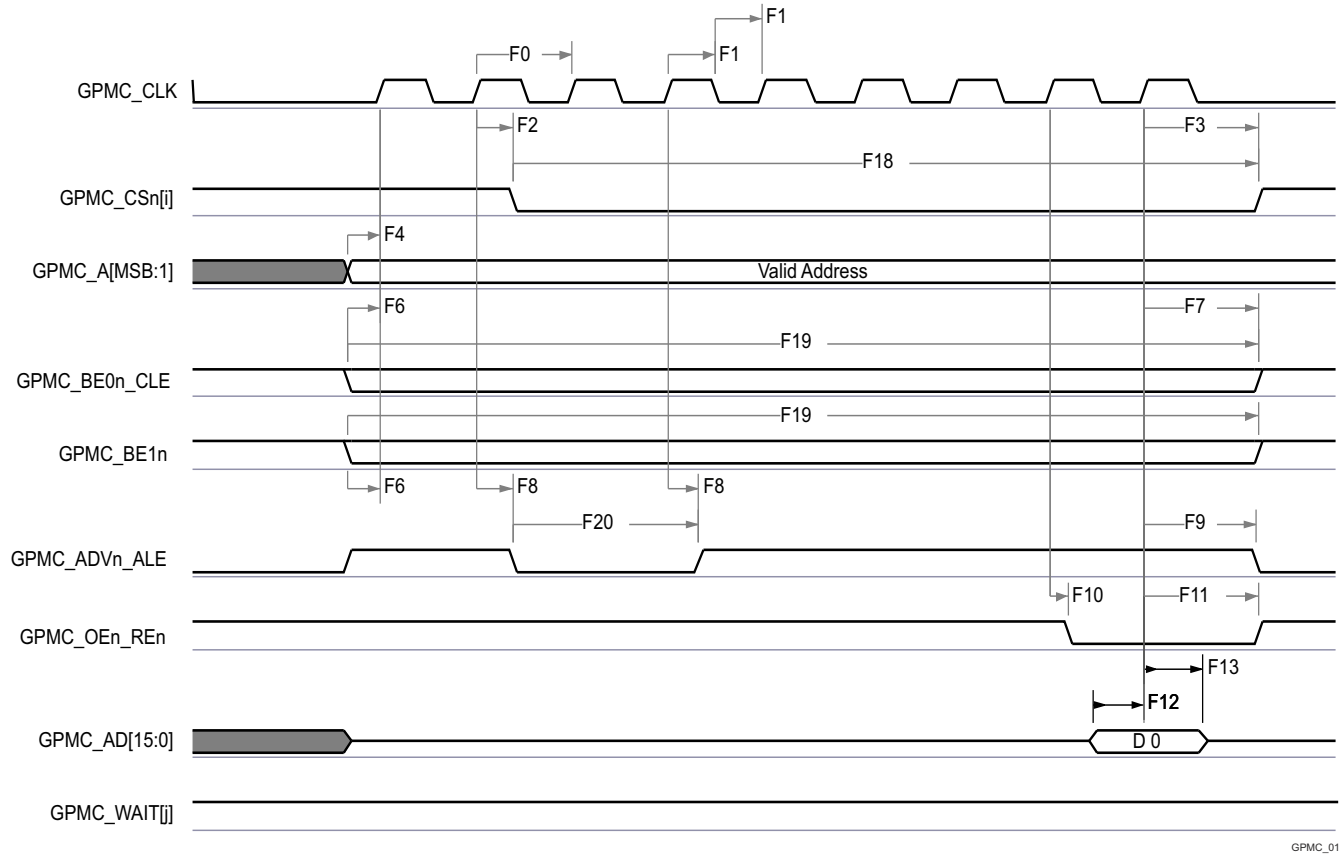 F1
F0 F1
GPMC_CLK
F2 F3
F18
GPMC_CSn[i]
F4
GPMC_A[MSB:1] Valid Address
F6 F7
F19
GPMC_BE0n_CLE
F19
GPMC_BE1n
F6 F8 F8
F20 F9
GPMC_ADVn_ALE
F10 F11
GPMC_OEn_REn
F13
F12
GPMC_AD[15:0] D 0
GPMC_WAIT[j]
GPMC_01